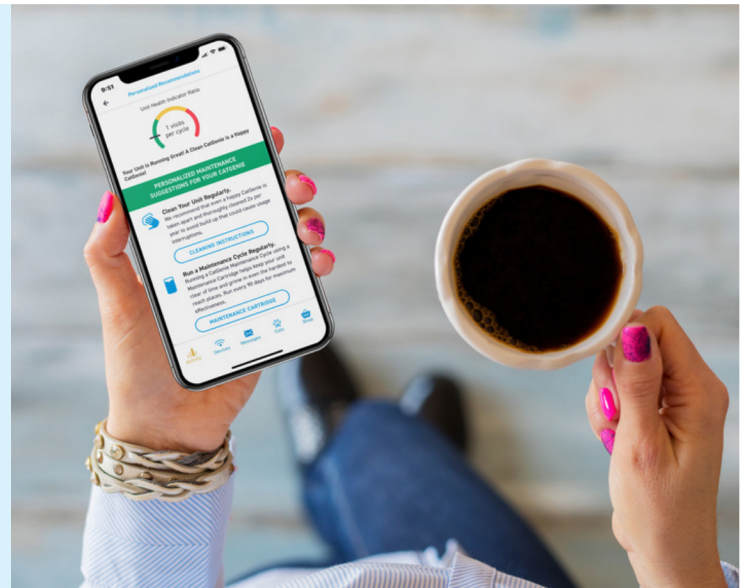 9:51
Personalized Recommendations
Unit Health Indicator Ratio
1 visits
per cycle
Your Unit is Running Great! A Clean CatGenie is a Happy
CatGenie!
PERSONALIZED MAINTENANCE
SUGGESTIONS FOR YOUR CATGENIE
Clean Your Unit Regularly.
We recommend that even a happy CatGenie is
taken apart and thoroughly cleaned 2x per
year to avoid build up that could cause usage
interruptions.
CLEANING INSTRUCTIONS
Run a Maintenance Cycle Regularly.
Running a CatGenie Maintenance Cycle using a
Maintenance Cartridge helps keep your unit
clear of lime and grime in even the hardest to
reach places. Run every 90 days for maximum
effectiveness.
MAINTENANCE CARTRIDGE
Activity
Devices
Messages
Cats
Shop